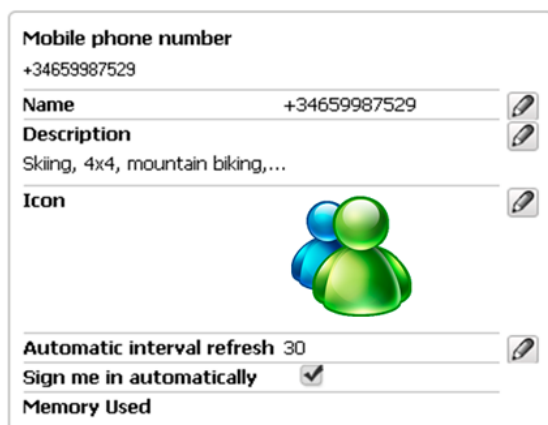 Mobile phone number
+34659987529
Name +34659987529
Description
Skiing, 4x4, mountain biking,...
Icon
Automatic interval refresh 30
Sign me in automatically
Memory Used